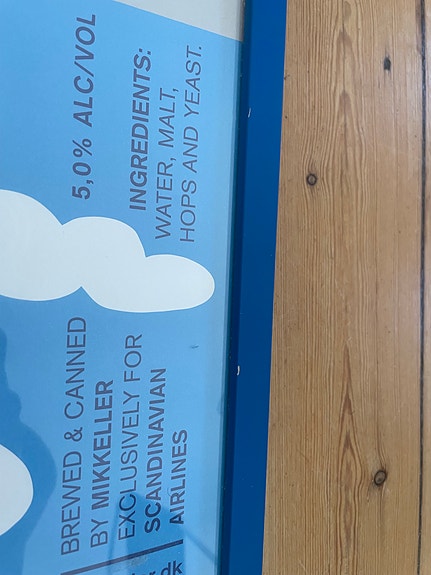 BREWED & CANNED
BY MIKKELLER
EXCLUSIVELY FOR
SCANDINAVIAN
AIRLINES
5,0% ALC/VOL
INGREDIENTS:
WATER, MALT,
HOPS AND YEAST.